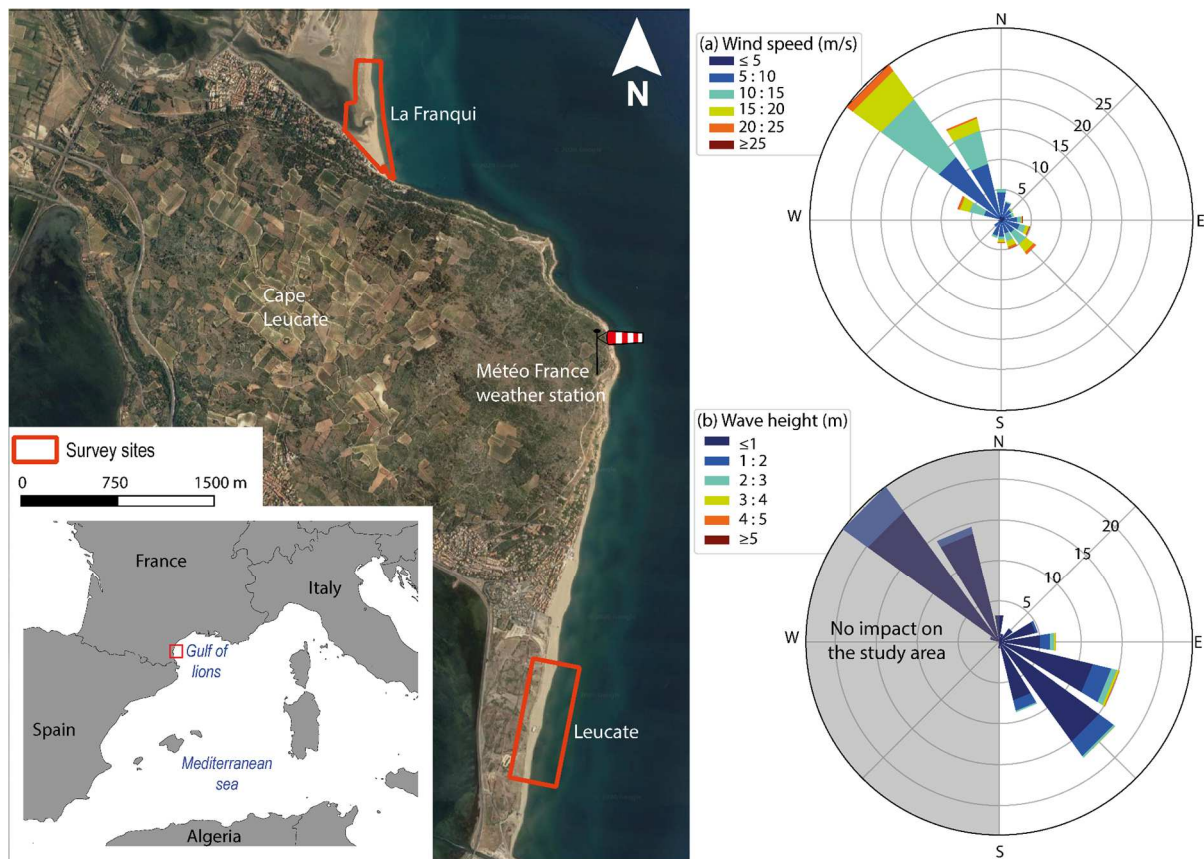 La Franqui
N
Cape
Leucate
Météo France
weather station
Survey sites
0 750 1500 m
France
Italy
Gulf of
lions
Spain
Mediterranean
sea
Algeria
Leucate
(a) Wind speed (m/s)
≤ 5
5 : 10
10 : 15
15 : 20
20 : 25
≥25
N
25
20
15
10
5
W
E
S
(b) Wave height (m)
≤1
1 : 2
2 : 3
3 : 4
4 : 5
≥5
N
20
15
10
5
W
E
No impact on
the study area
S